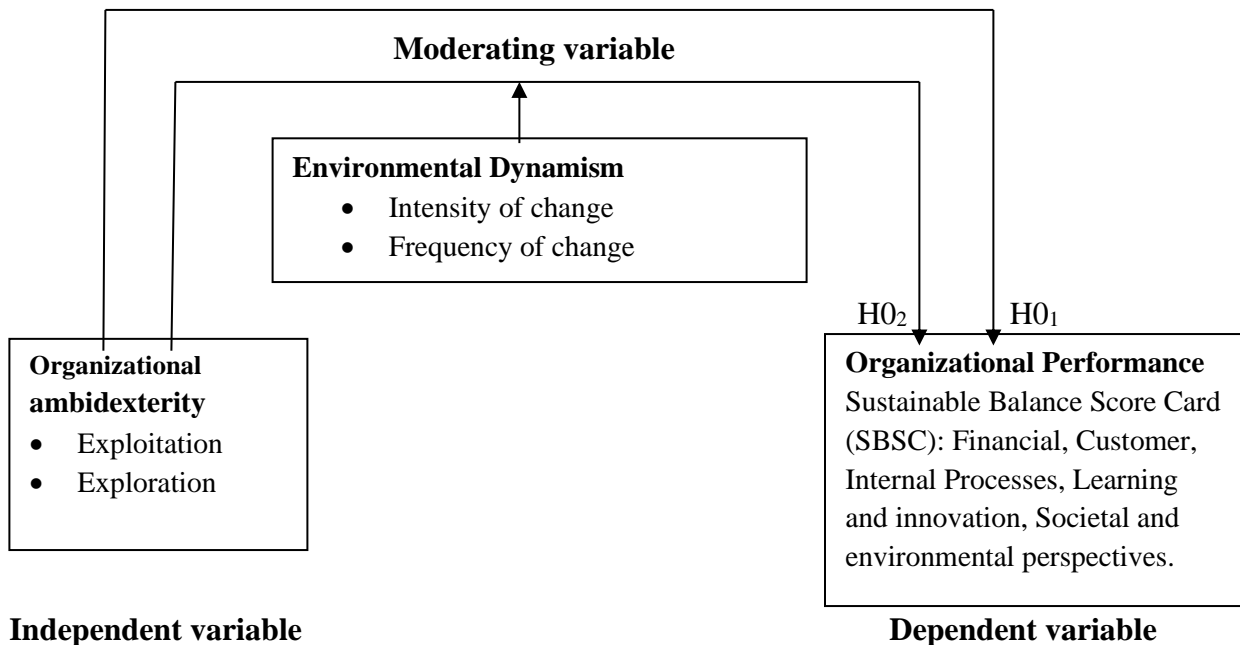 Moderating variable
Environmental Dynamism
• Intensity of change
• Frequency of change
H0₂ H0₁
Organizational
ambidexterity
• Exploitation
• Exploration
Organizational Performance
Sustainable Balance Score Card
(SBSC): Financial, Customer,
Internal Processes, Learning
and innovation, Societal and
environmental perspectives.
Independent variable
Dependent variable